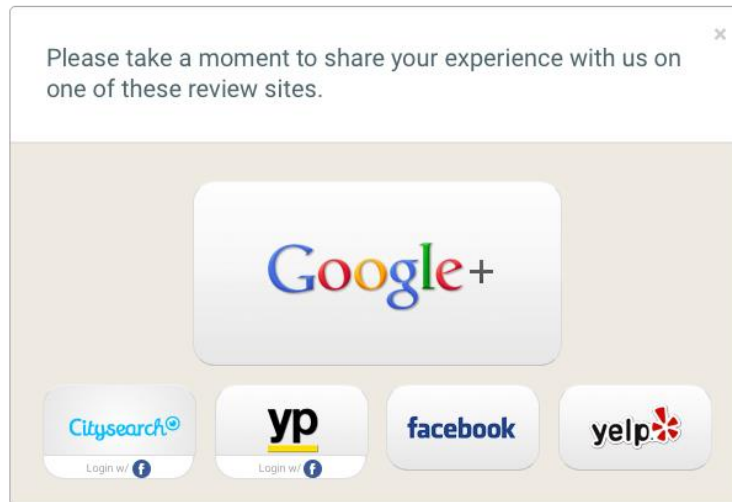 Please take a moment to share your experience with us on
one of these review sites.
×
Google+
Citysearch
yp
facebook
yelp
Login w/ f
Login w/ f